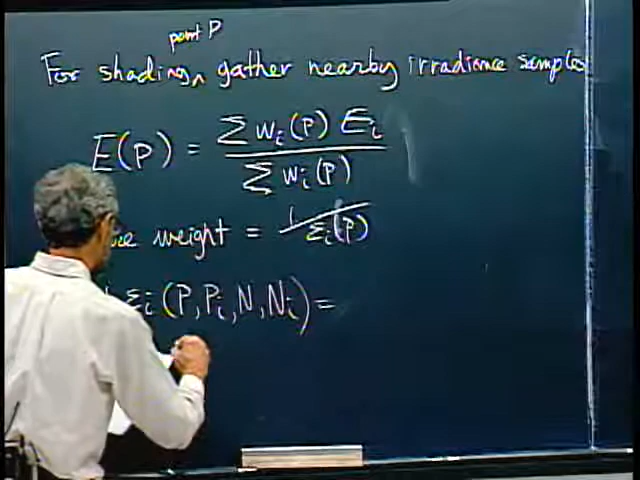 For shading point P, gather nearby irradiance samples
E(p) = Σ wᵢ(p) Eᵢ / Σ wᵢ(p)
weight = 1 / εᵢ(p)
εᵢ(P, Pᵢ, N, Nᵢ) =